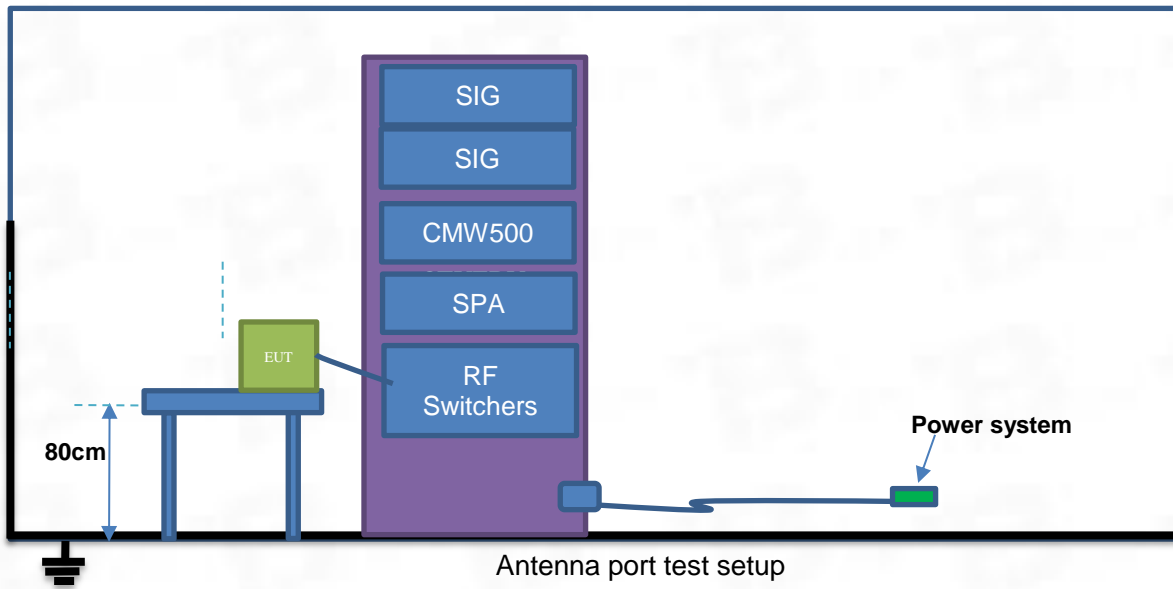 SIG
SIG
CMW500
SPA
EUT
RF
Switchers
80cm
Power system
Antenna port test setup